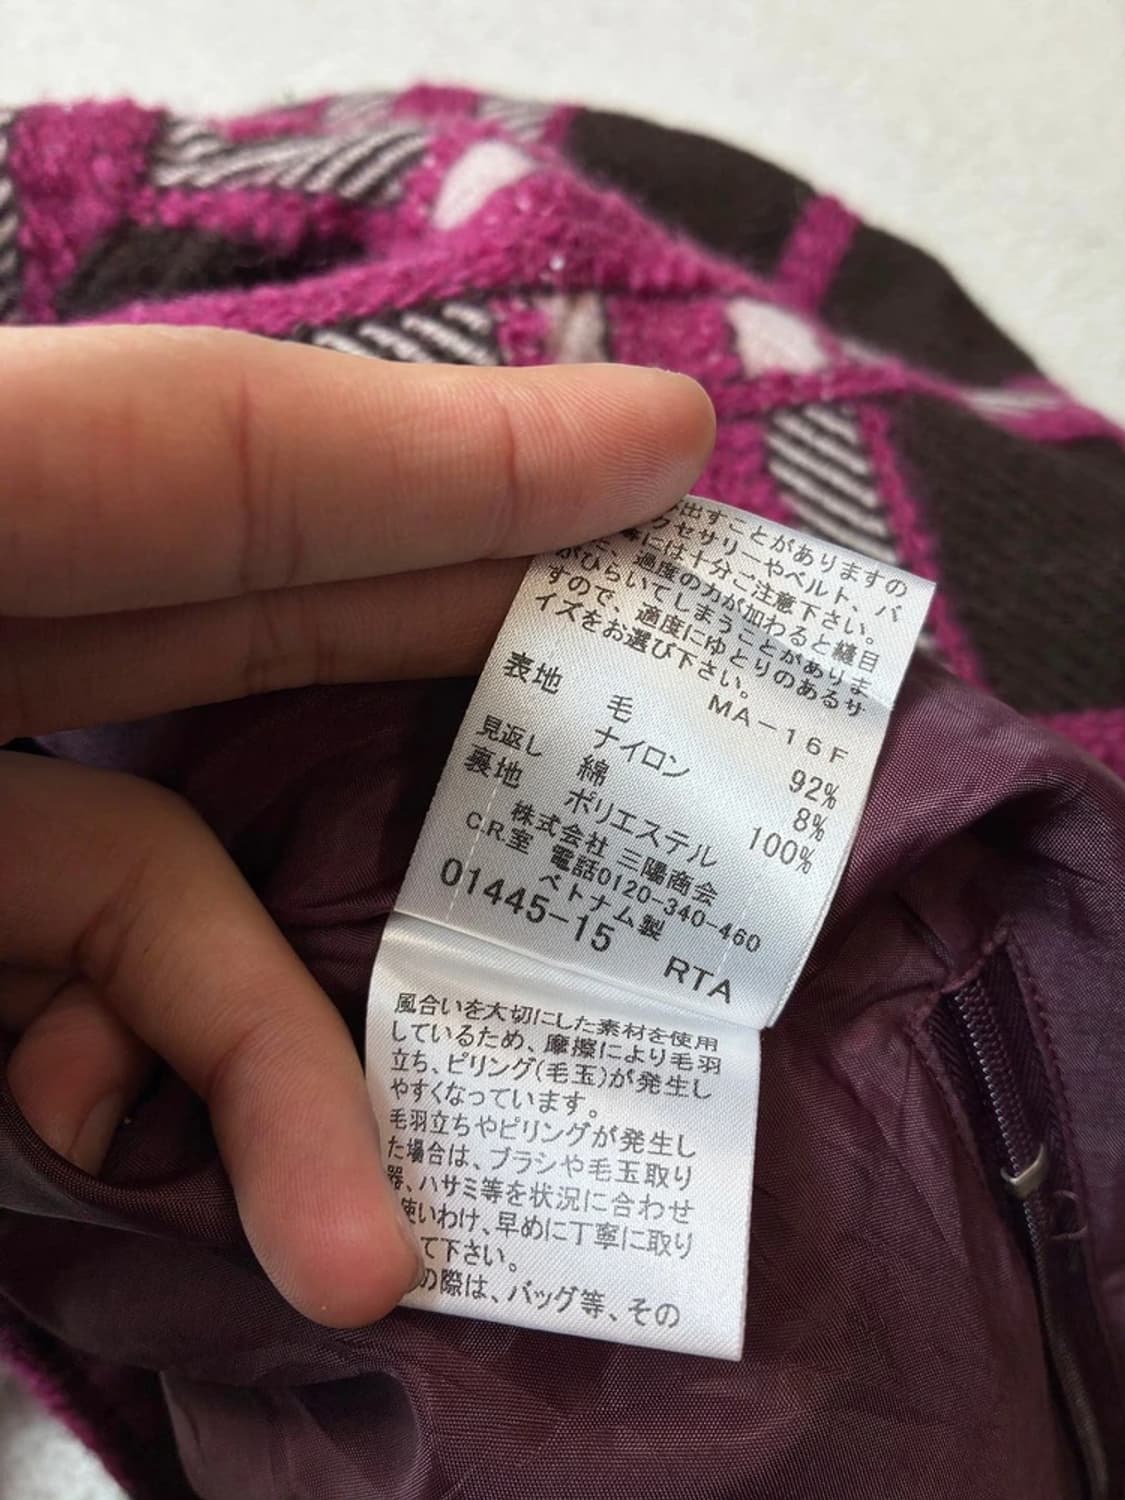 出すことがありますの
クセサリーやベルト、バ
等には十分ご注意下さい。
、過度の力が加わると縫目
がひらいてしまうことがありま
すので、適度にゆとりのあるサ
イズをお選び下さい。
MA-16F
表地 毛 92%
ナイロン 8%
見返し 綿 100%
裏地 ポリエステル
株式会社 三陽商会
C.R.室 電話0120-340-460
ベトナム製
01445-15 RTA
風合いを大切にした素材を使用
しているため、摩擦により毛羽
立ち、ピリング(毛玉)が発生し
やすくなっています。
毛羽立ちやピリングが発生し
た場合は、ブラシや毛玉取り
器、ハサミ等を状況に合わせ
使いわけ、早めに丁寧に取り
て下さい。
の際は、バッグ等、その